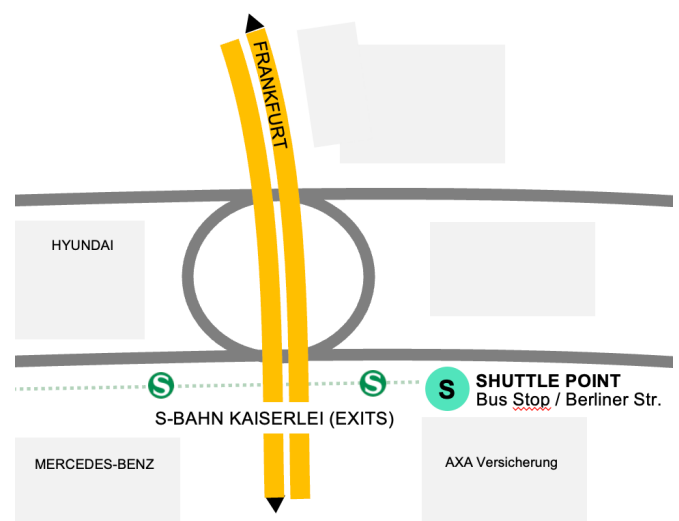 FRANKFURT
HYUNDAI
S
S
S
SHUTTLE POINT
Bus Stop / Berliner Str.
S-BAHN KAISERLEI (EXITS)
MERCEDES-BENZ
AXA Versicherung